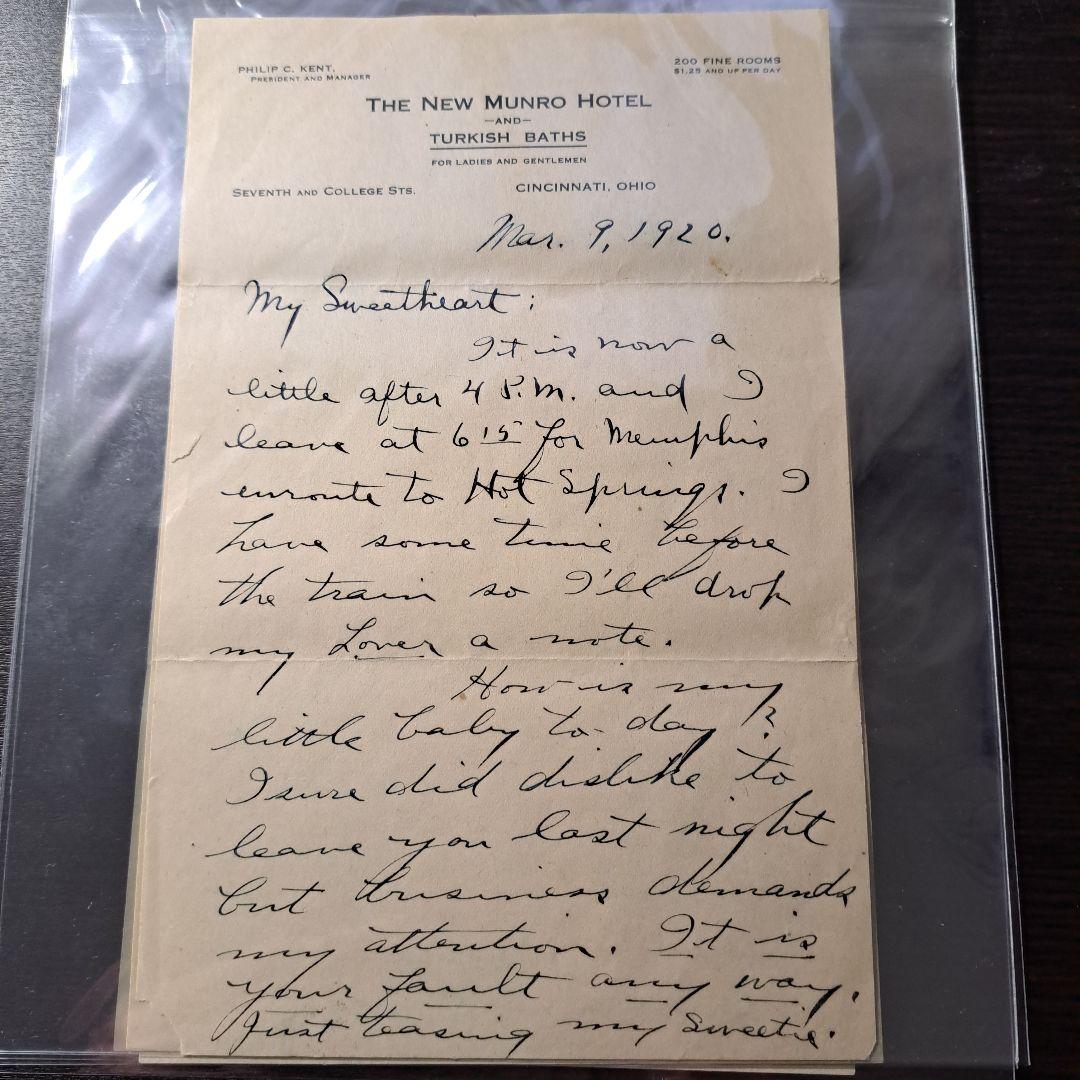 PHILIP C. KENT,
PRESIDENT AND MANAGER
200 FINE ROOMS
$1.25 AND UP PER DAY
THE NEW MUNRO HOTEL
—AND—
TURKISH BATHS
FOR LADIES AND GENTLEMEN
SEVENTH AND COLLEGE STS.
CINCINNATI, OHIO
Mar. 9, 1920.
My Sweetheart:
It is now a
little after 4 P.M. and I
leave at 6 15 for Memphis
enroute to Hot Springs. I
have some time before
the train so I'll drop
my Lover a note.
How is my
little baby to-day?
I sure did dislike to
leave you last night
but business demands
my attention. It is
your fault any way.
Just teasing my sweetie.